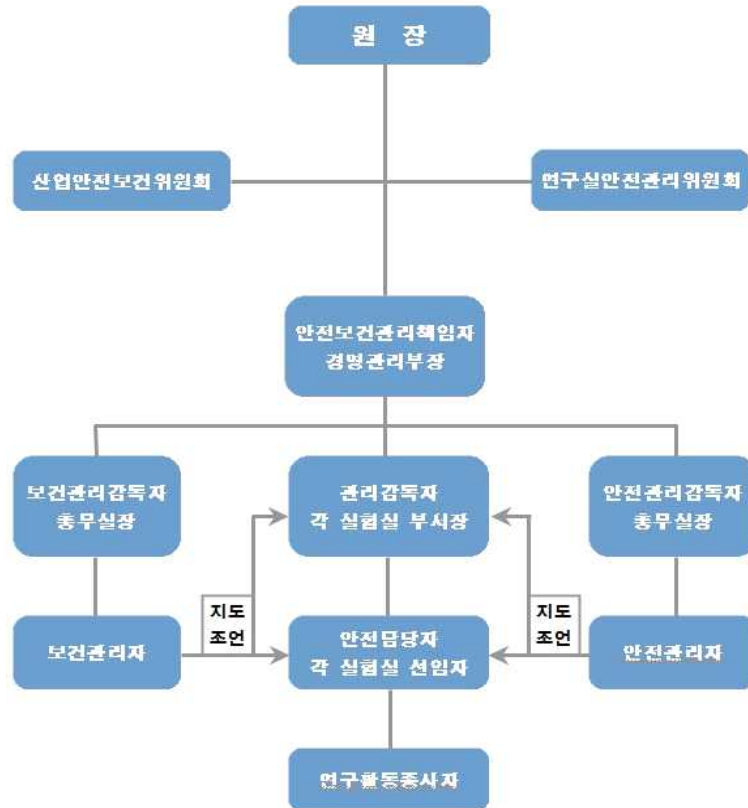 원 장
산업안전보건위원회
연구실안전관리위원회
안전보건관리책임자
경영관리부장
보건관리감독자
총무실장
관리감독자
각 실험실 부서장
안전관리감독자
총무실장
지도
조언
지도
조언
보건관리자
안전담당자
각 실험실 선임자
안전관리자
연구활동종사자